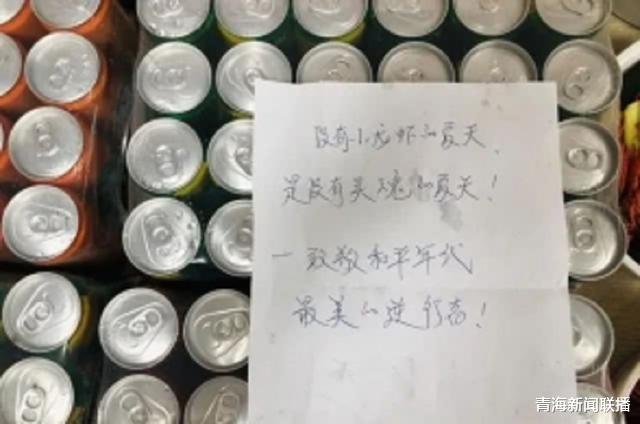 没有小龙虾的夏天
是没有灵魂的夏天！
一致敬和平年代
最美的逆行者！
青海新闻联播